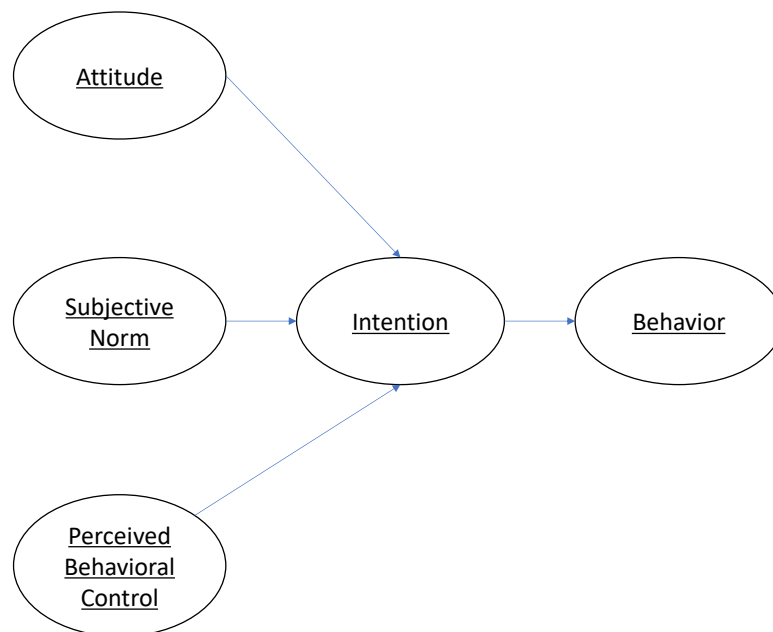 Attitude
Subjective
Norm
Intention
Behavior
Perceived
Behavioral
Control